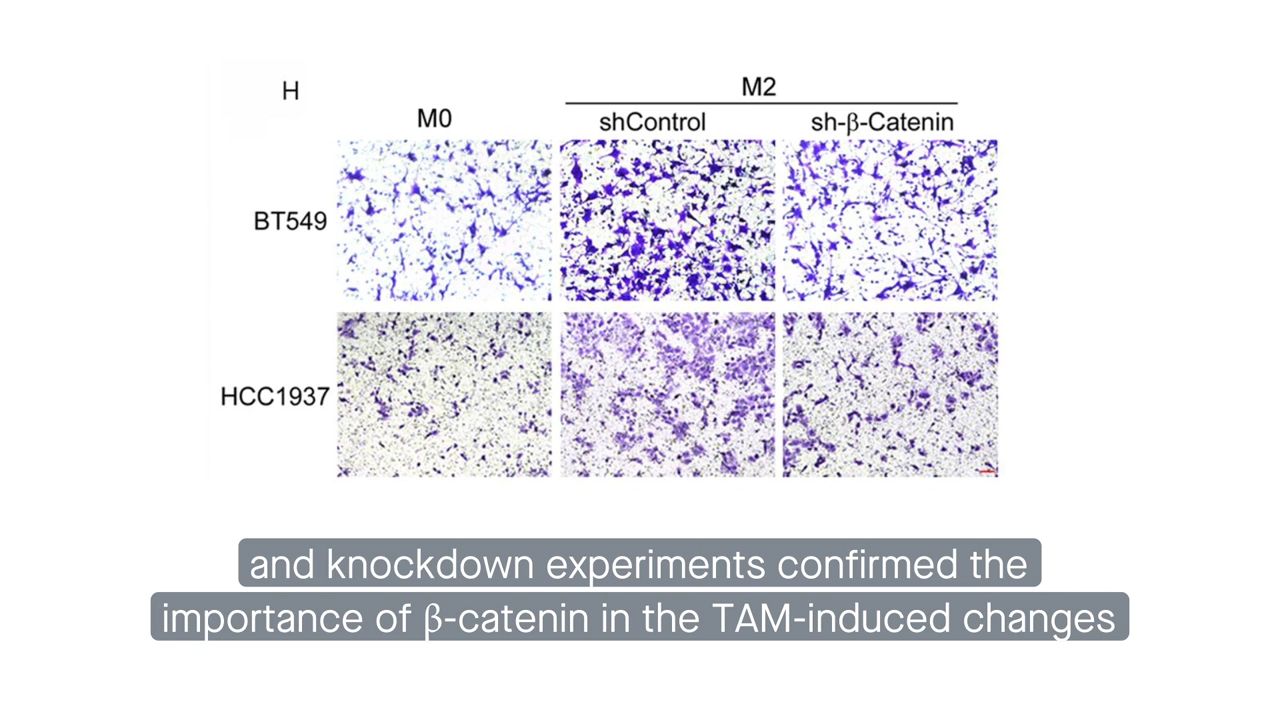 H
M2
M0
shControl
sh-β-Catenin
BT549
HCC1937
and knockdown experiments confirmed the
importance of β-catenin in the TAM-induced changes